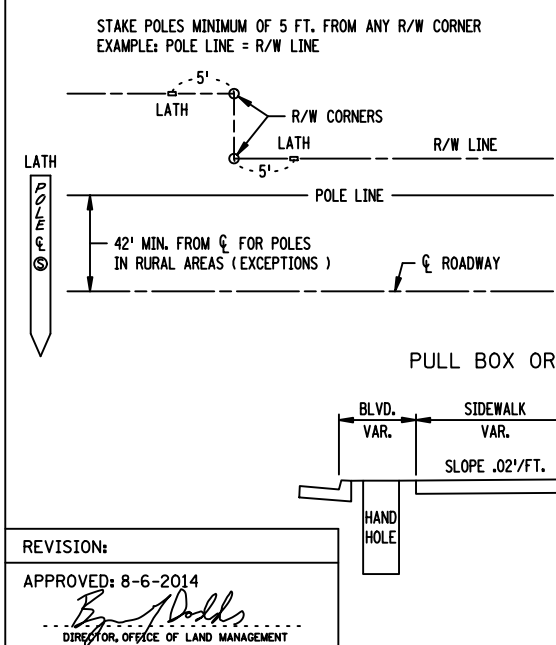 STAKE POLES MINIMUM OF 5 FT. FROM ANY R/W CORNER
EXAMPLE: POLE LINE = R/W LINE
5'
LATH
R/W CORNERS
LATH
R/W LINE
5'
LATH
POLE ℄ Ⓢ
POLE LINE
42' MIN. FROM ℄ FOR POLES
IN RURAL AREAS (EXCEPTIONS )
℄ ROADWAY
PULL BOX OR
BLVD.
SIDEWALK
VAR.
VAR.
SLOPE .02'/FT.
HAND
HOLE
REVISION:
APPROVED: 8-6-2014
DIRECTOR, OFFICE OF LAND MANAGEMENT